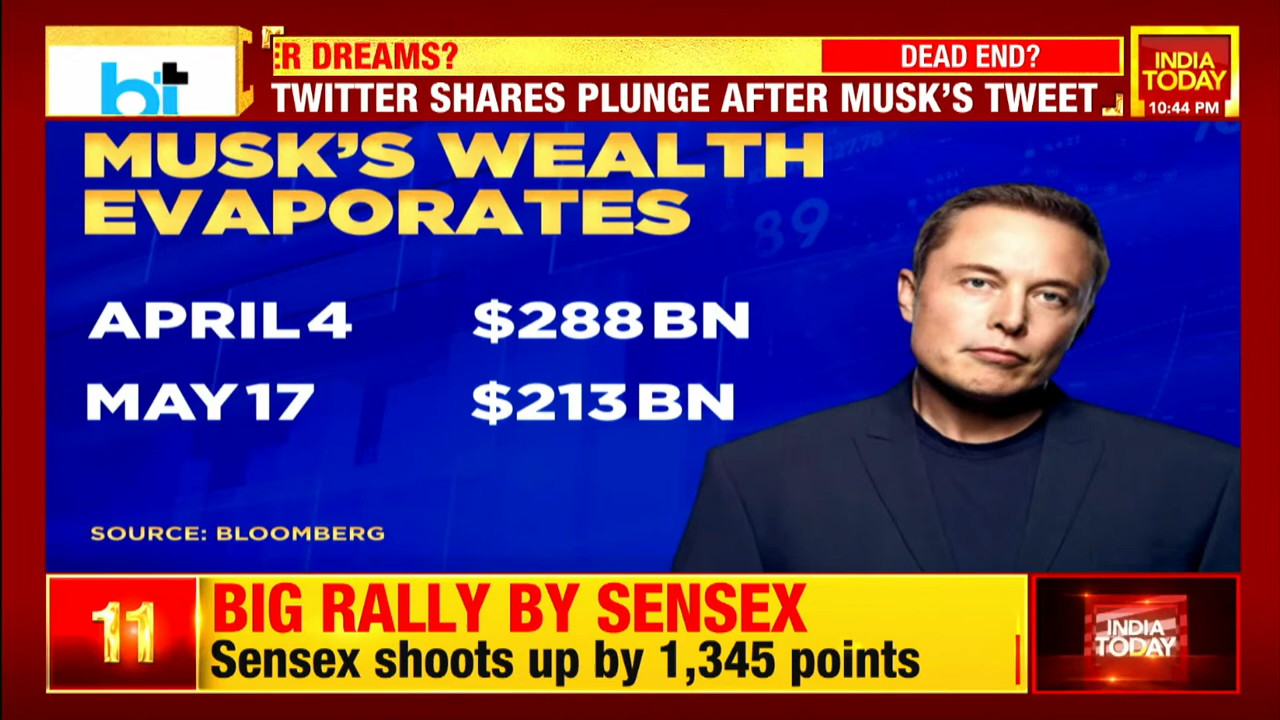 bt
ER DREAMS?
DEAD END?
TWITTER SHARES PLUNGE AFTER MUSK'S TWEET
INDIA
TODAY
10:44 PM
MUSK'S WEALTH
EVAPORATES
89
APRIL 4 $288 BN
MAY 17 $213 BN
SOURCE: BLOOMBERG
11
BIG RALLY BY SENSEX
Sensex shoots up by 1,345 points
INDIA
TODAY